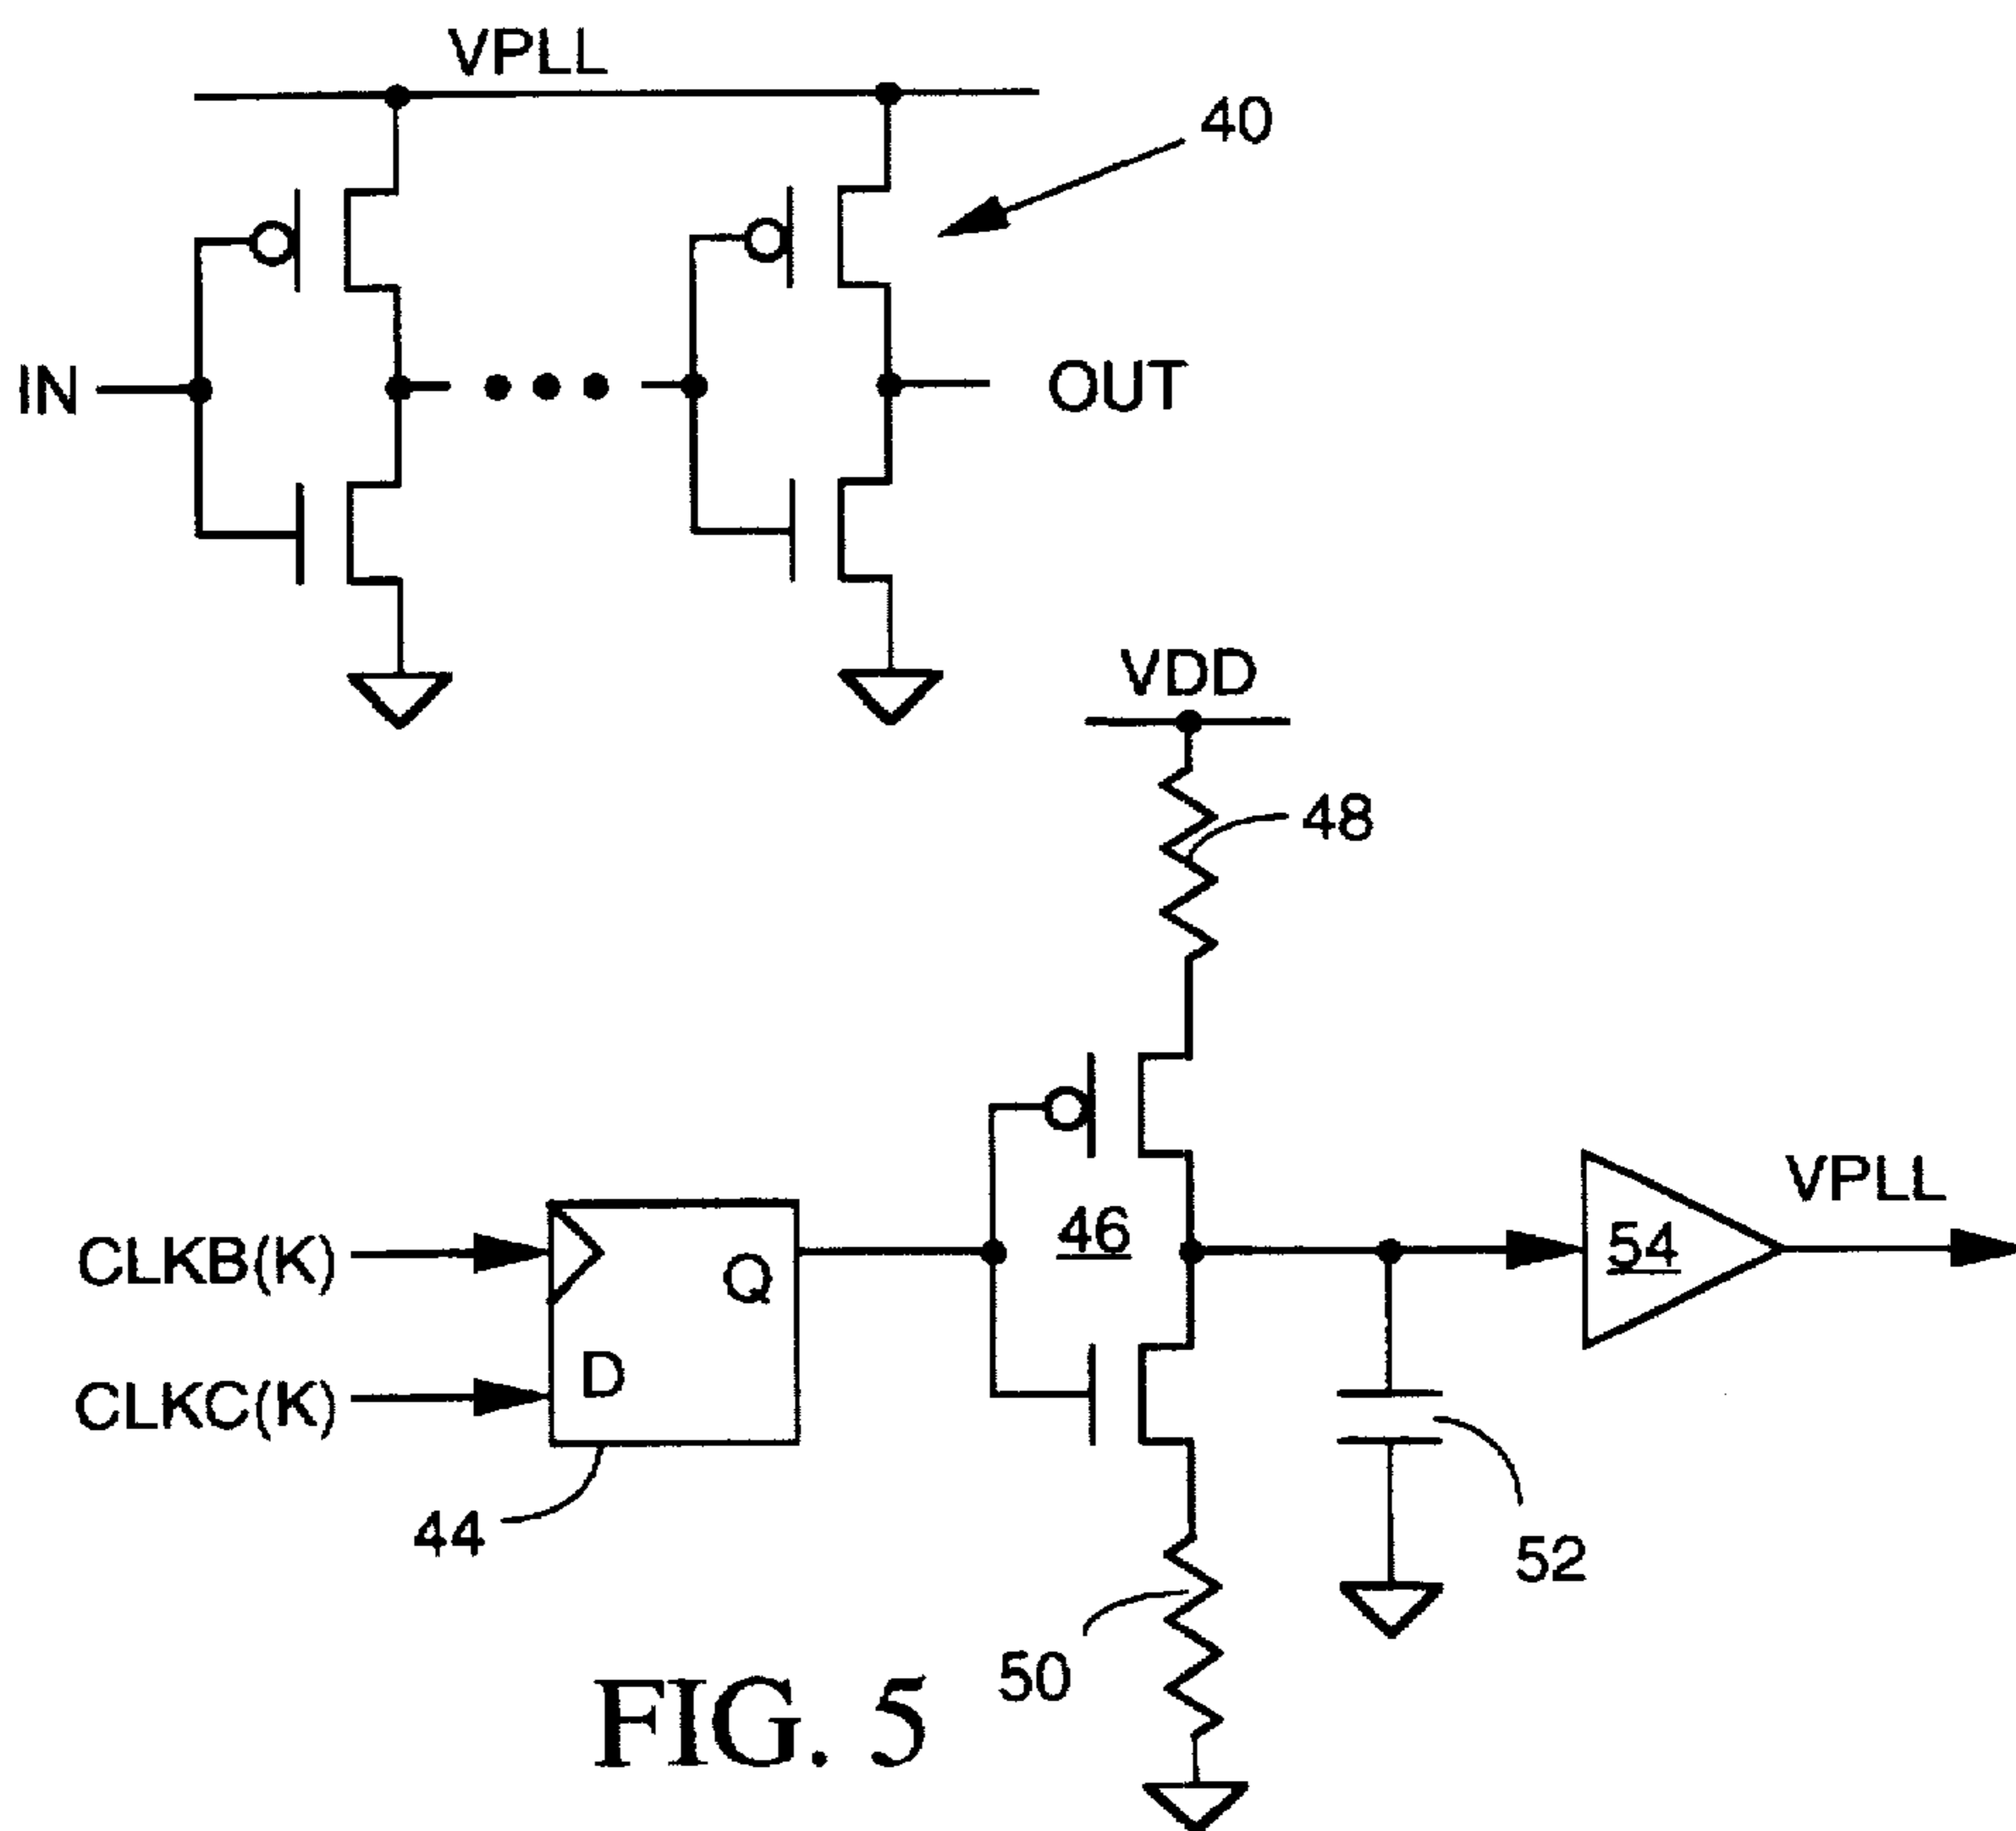 VPLL
40
IN
OUT
VDD
48
46
54
VPLL
CLKB(K)
Q
CLKC(K)
D
44
52
50
FIG. 5